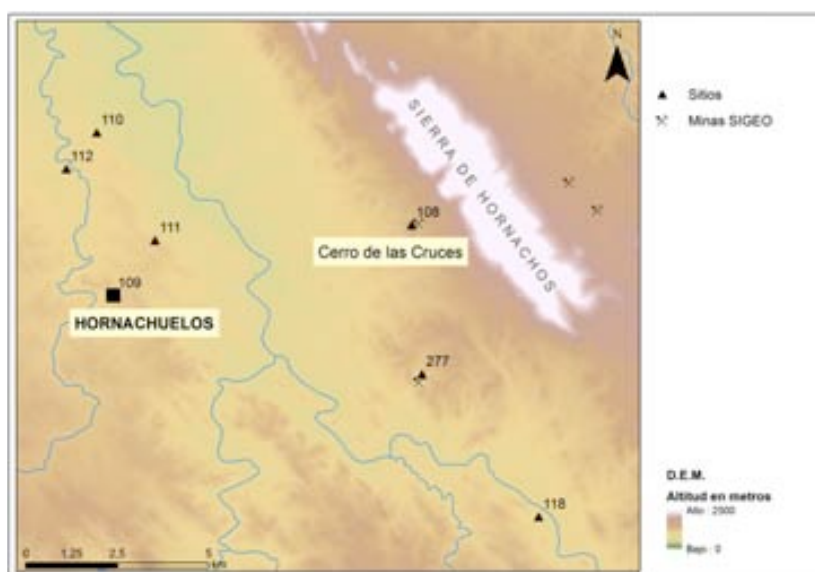 N
SIERRA DE HORNACHOS
Sitios
Minas SIGEO
110
112
108
111
Cerro de las Cruces
109
HORNACHUELOS
277
118
D.E.M.
Altitud en metros
Alto : 2500
Bajo : 0
0 1,25 2,5 5